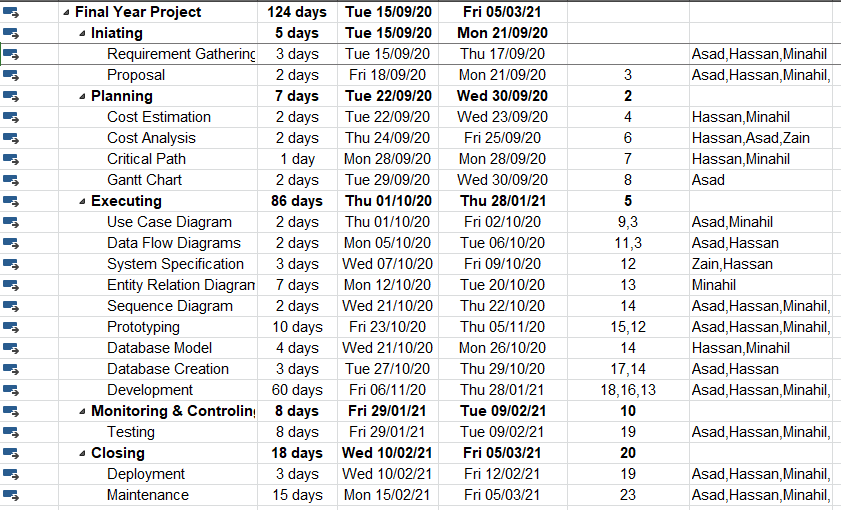 Final Year Project 124 days Tue 15/09/20 Fri 05/03/21
Iniating 5 days Tue 15/09/20 Mon 21/09/20
Requirement Gathering 3 days Tue 15/09/20 Thu 17/09/20 Asad,Hassan,Minahil
Proposal 2 days Fri 18/09/20 Mon 21/09/20 3 Asad,Hassan,Minahil,
Planning 7 days Tue 22/09/20 Wed 30/09/20 2
Cost Estimation 2 days Tue 22/09/20 Wed 23/09/20 4 Hassan,Minahil
Cost Analysis 2 days Thu 24/09/20 Fri 25/09/20 6 Hassan,Asad,Zain
Critical Path 1 day Mon 28/09/20 Mon 28/09/20 7 Hassan,Minahil
Gantt Chart 2 days Tue 29/09/20 Wed 30/09/20 8 Asad
Executing 86 days Thu 01/10/20 Thu 28/01/21 5
Use Case Diagram 2 days Thu 01/10/20 Fri 02/10/20 9,3 Asad,Minahil
Data Flow Diagrams 2 days Mon 05/10/20 Tue 06/10/20 11,3 Asad,Hassan
System Specification 3 days Wed 07/10/20 Fri 09/10/20 12 Zain,Hassan
Entity Relation Diagram 7 days Mon 12/10/20 Tue 20/10/20 13 Minahil
Sequence Diagram 2 days Wed 21/10/20 Thu 22/10/20 14 Asad,Hassan,Minahil,
Prototyping 10 days Fri 23/10/20 Thu 05/11/20 15,12 Asad,Hassan,Minahil,
Database Model 4 days Wed 21/10/20 Mon 26/10/20 14 Hassan,Minahil
Database Creation 3 days Tue 27/10/20 Thu 29/10/20 17,14 Asad,Hassan
Development 60 days Fri 06/11/20 Thu 28/01/21 18,16,13 Asad,Hassan,Minahil,
Monitoring & Controling 8 days Fri 29/01/21 Tue 09/02/21 10
Testing 8 days Fri 29/01/21 Tue 09/02/21 19 Asad,Hassan,Minahil,
Closing 18 days Wed 10/02/21 Fri 05/03/21 20
Deployment 3 days Wed 10/02/21 Fri 12/02/21 19 Asad,Hassan,Minahil,
Maintenance 15 days Mon 15/02/21 Fri 05/03/21 23 Asad,Hassan,Minahil,